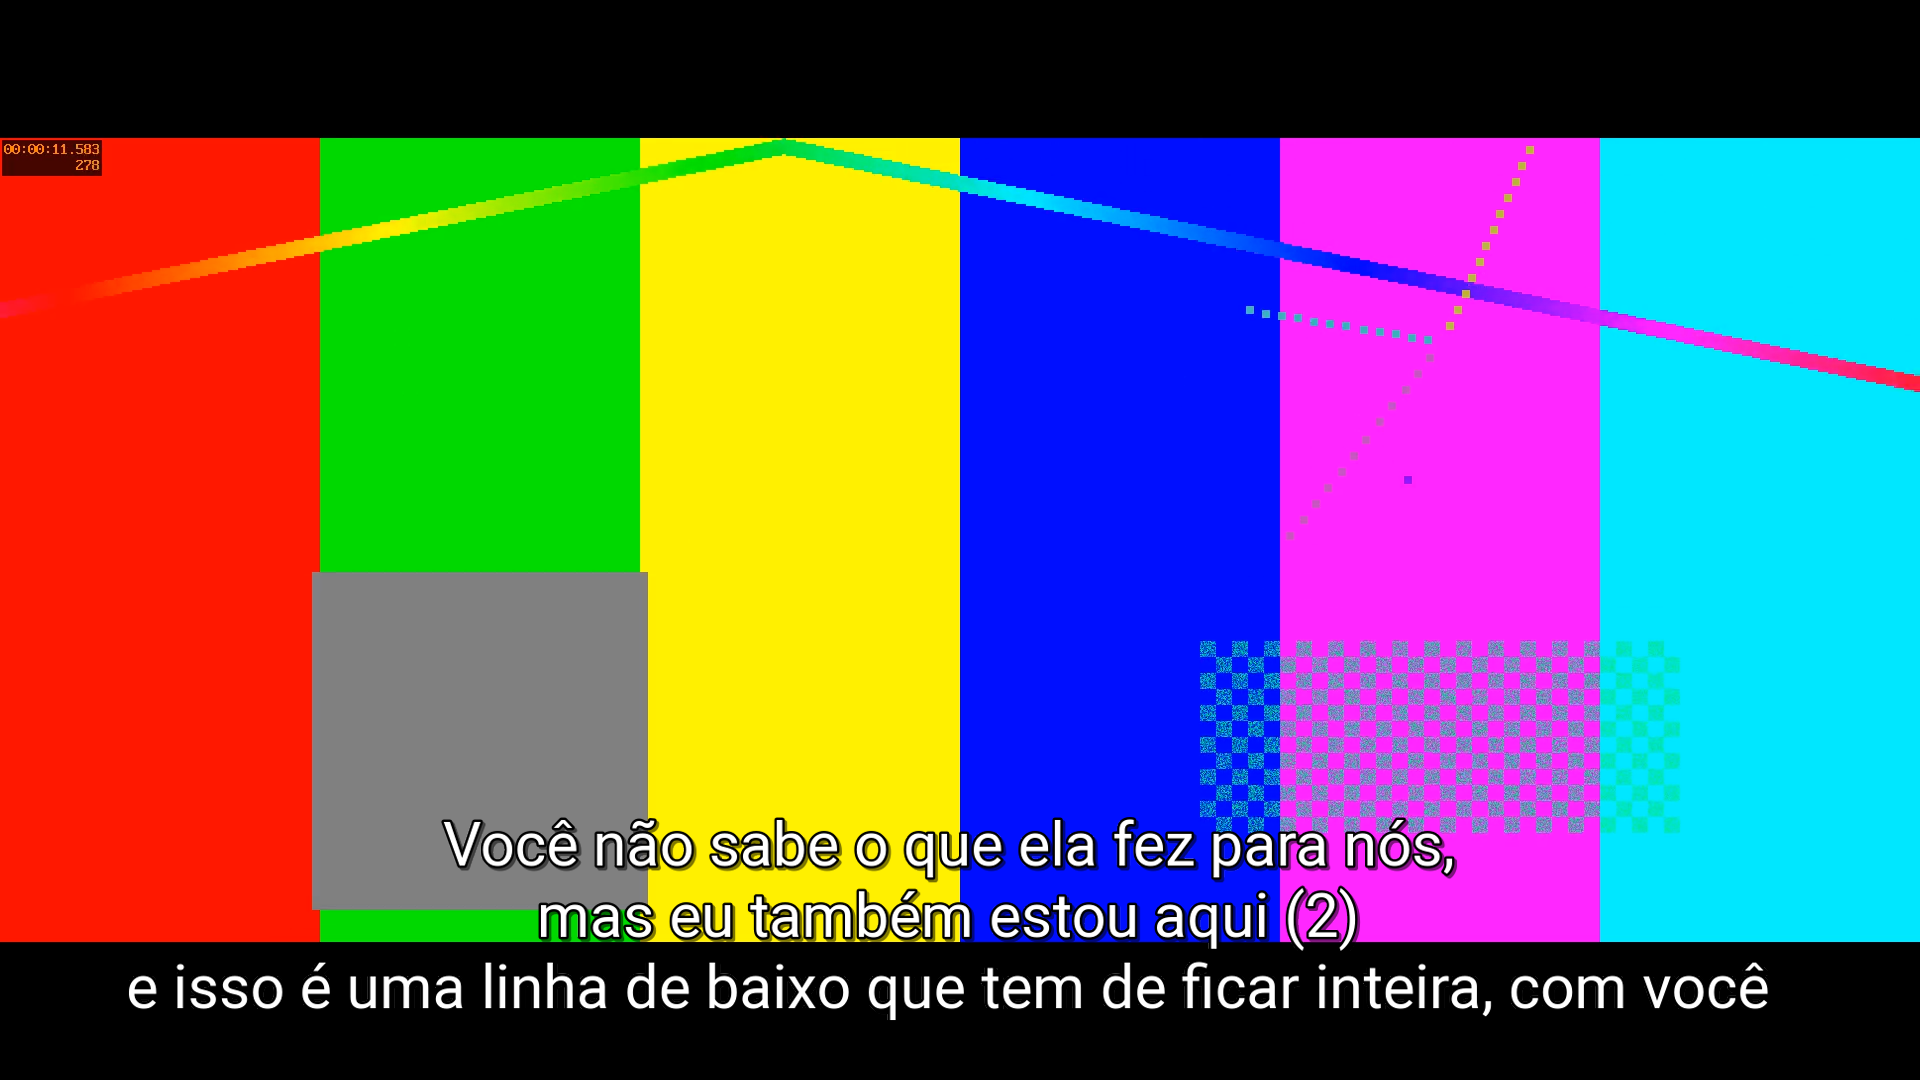 00:00:11.583
278
Você não sabe o que ela fez para nós,
mas eu também estou aqui (2)
e isso é uma linha de baixo que tem de ficar inteira, com você